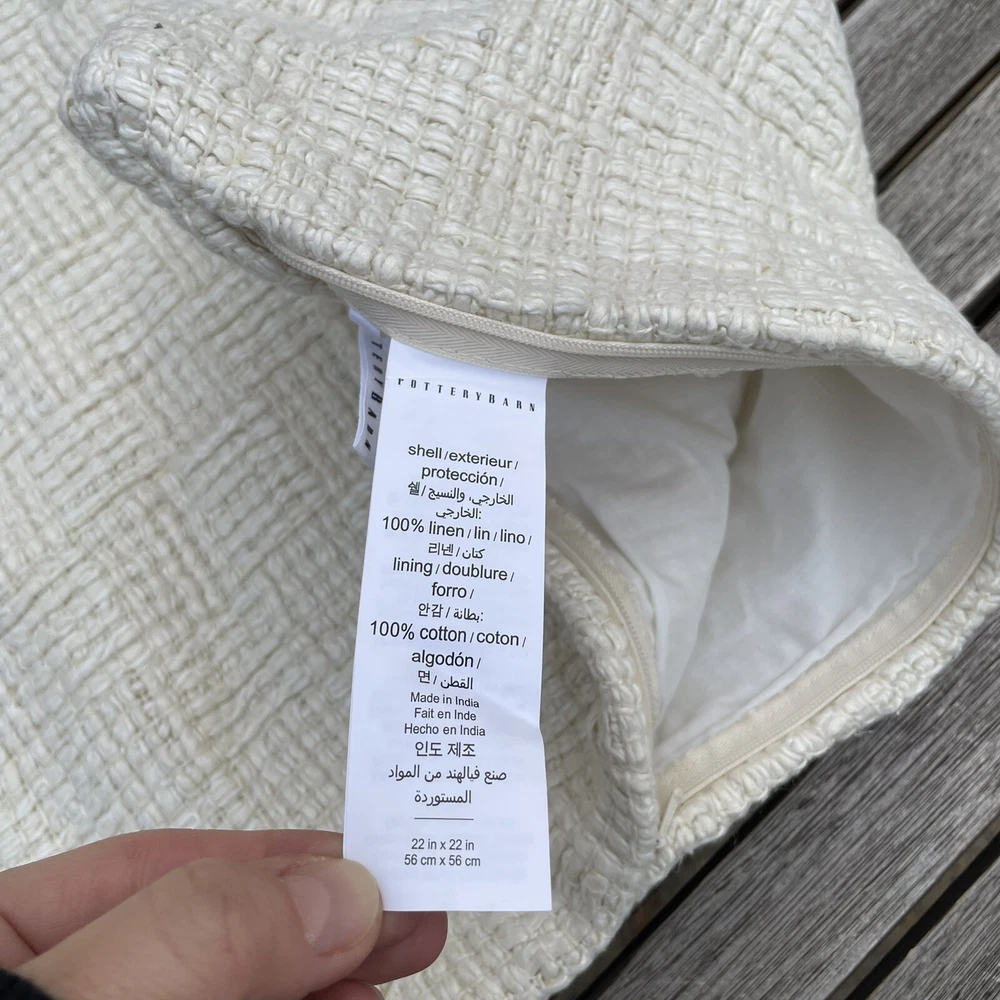 POTTERYBARN
TERYBARN
shell/exterieur/
protección/
쉘/الخارجي، والنسيج
الخارجي:
100% linen/lin/lino/
리넨/كتان
lining/doublure/
forro/
안감/بطانة:
100% cotton/coton/
algodón/
면/القطن
Made in India
Fait en Inde
Hecho en India
인도 제조
صنع فيالهند من المواد
المستوردة
22 in x 22 in
56 cm x 56 cm